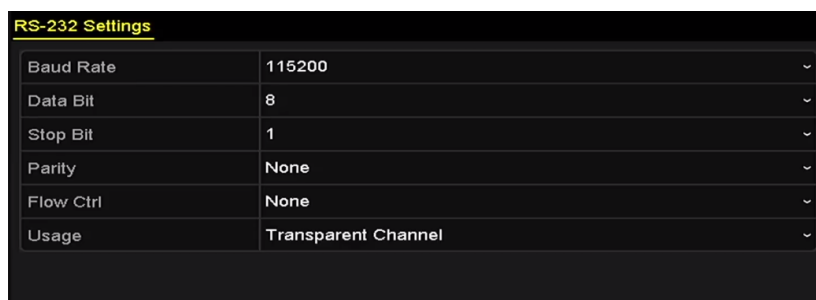 RS-232 Settings
Baud Rate 115200
Data Bit 8
Stop Bit 1
Parity None
Flow Ctrl None
Usage Transparent Channel